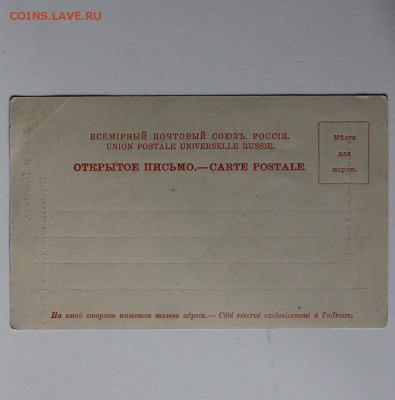 COINS.LAVE.RU
ВСЕМІРНЫЙ ПОЧТОВЫЙ СОЮЗЪ. РОССІЯ.
UNION POSTALE UNIVERSELLE RUSSIE.
ОТКРЫТОЕ ПИСЬМО.—CARTE POSTALE.
Мѣсто
для
марки.
На этой сторонѣ пишется только адресъ.— Côté réservé exclusivement à l'adresse.